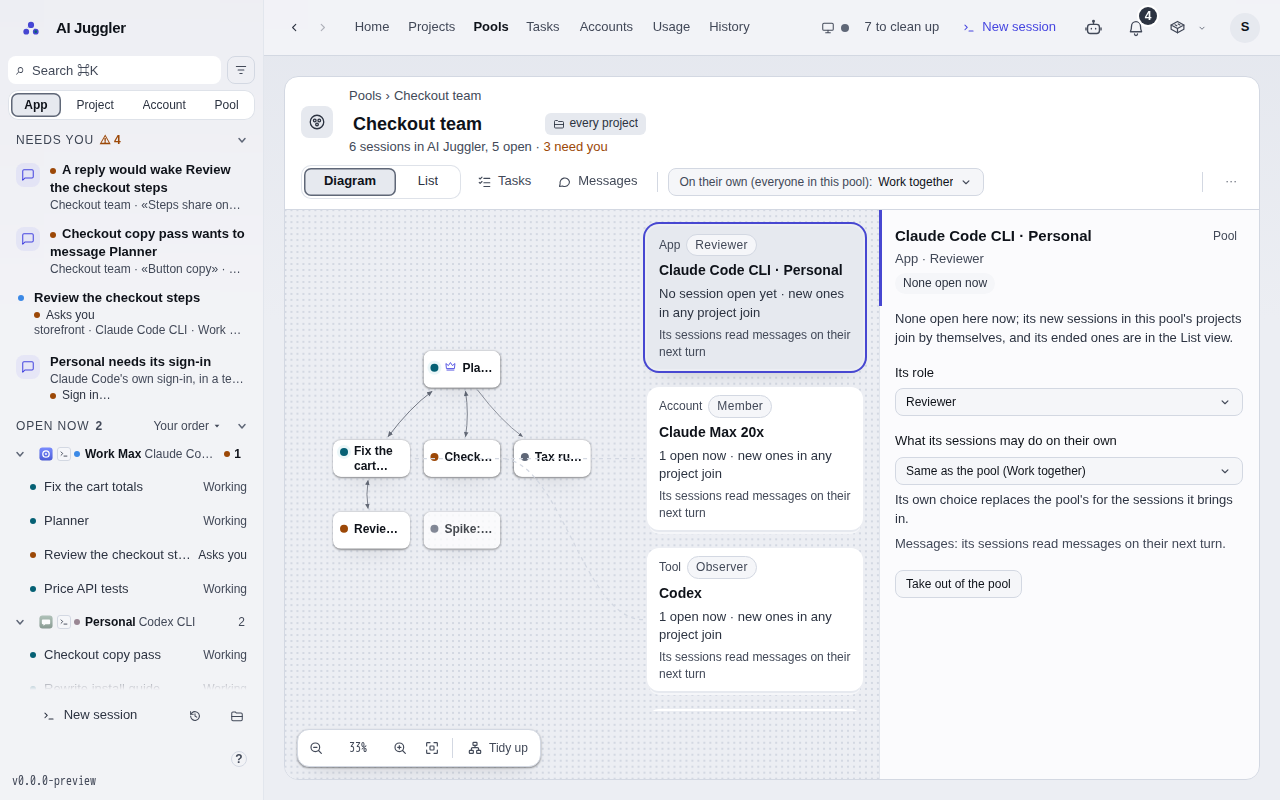 AI Juggler
Search ⌘K
App Project Account Pool
NEEDS YOU 4
A reply would wake Review the checkout steps
Checkout team · «Steps share on…
Checkout copy pass wants to message Planner
Checkout team · «Button copy» · …
Review the checkout steps
Asks you
storefront · Claude Code CLI · Work …
Personal needs its sign-in
Claude Code's own sign-in, in a te…
Sign in…
OPEN NOW 2 Your order
Work Max Claude Co… 1
Fix the cart totals Working
Planner Working
Review the checkout st… Asks you
Price API tests Working
Personal Codex CLI 2
Checkout copy pass Working
Rewrite install guide Working
New session
?
v0.0.0-preview
Home Projects Pools Tasks Accounts Usage History
7 to clean up
New session
4
S
Pools › Checkout team
Checkout team
every project
6 sessions in AI Juggler, 5 open · 3 need you
Diagram List Tasks Messages
On their own (everyone in this pool): Work together
…
Pla…
Fix the cart…
Check…
Tax ru…
Revie…
Spike:…
App Reviewer
Claude Code CLI · Personal
No session open yet · new ones
in any project join
Its sessions read messages on their
next turn
Account Member
Claude Max 20x
1 open now · new ones in any
project join
Its sessions read messages on their
next turn
Tool Observer
Codex
1 open now · new ones in any
project join
Its sessions read messages on their
next turn
33%
Tidy up
Claude Code CLI · Personal Pool
App · Reviewer
None open now
None open here now; its new sessions in this pool's projects
join by themselves, and its ended ones are in the List view.
Its role
Reviewer
What its sessions may do on their own
Same as the pool (Work together)
Its own choice replaces the pool's for the sessions it brings
in.
Messages: its sessions read messages on their next turn.
Take out of the pool